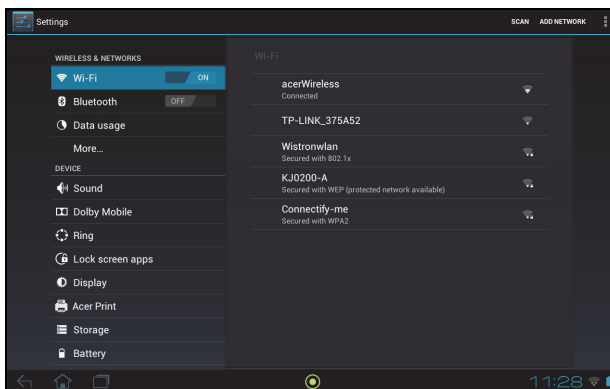 Settings
SCAN ADD NETWORK
WIRELESS & NETWORKS
Wi-Fi ON
Bluetooth OFF
Data usage
More...
DEVICE
Sound
Dolby Mobile
Ring
Lock screen apps
Display
Acer Print
Storage
Battery
Wi-Fi
acerWireless
Connected
TP-LINK_375A52
Wistronwlan
Secured with 802.1x
KJ0200-A
Secured with WEP (protected network available)
Connectify-me
Secured with WPA2
11:28